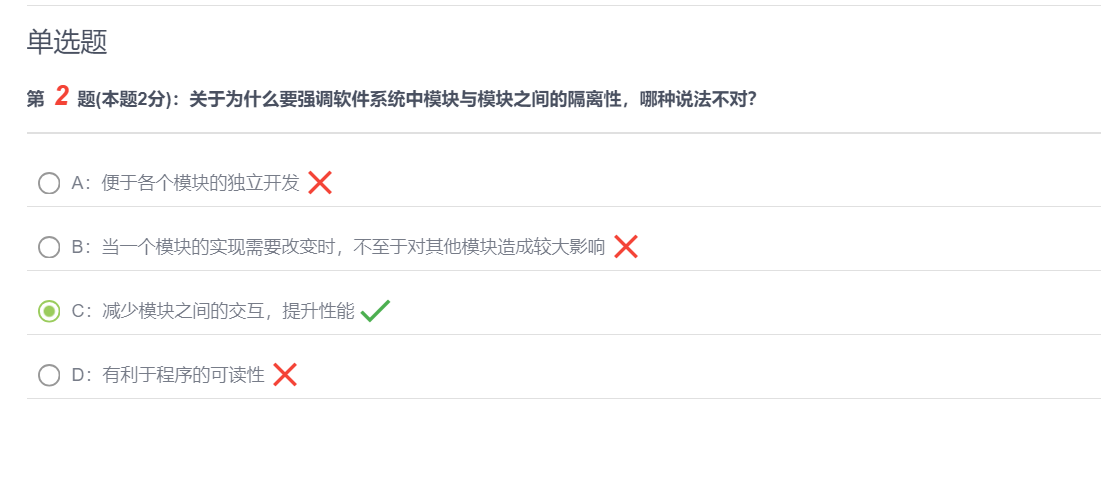 单选题
第 2 题(本题2分)：关于为什么要强调软件系统中模块与模块之间的隔离性，哪种说法不对？
A：便于各个模块的独立开发
B：当一个模块的实现需要改变时，不至于对其他模块造成较大影响
C：减少模块之间的交互，提升性能
D：有利于程序的可读性